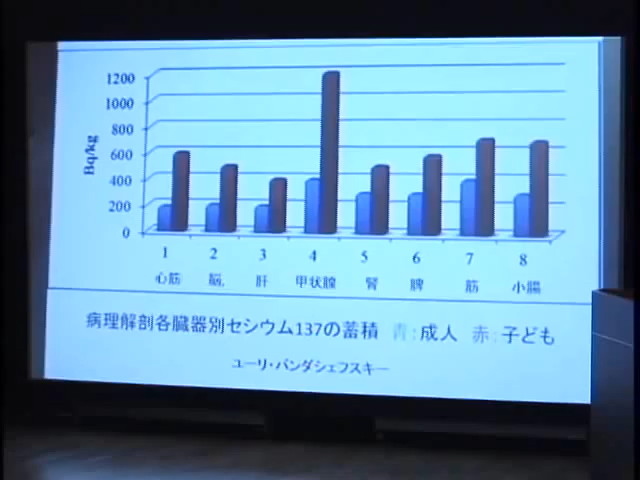 1200
1000
800
600
400
200
0
Bq/kg
1 2 3 4 5 6 7 8
心筋 脳, 肝 甲状腺 腎 脾 筋 小腸
病理解剖各臓器別セシウム137の蓄積 青:成人 赤:子ども
ユーリ・バンダシェフスキー